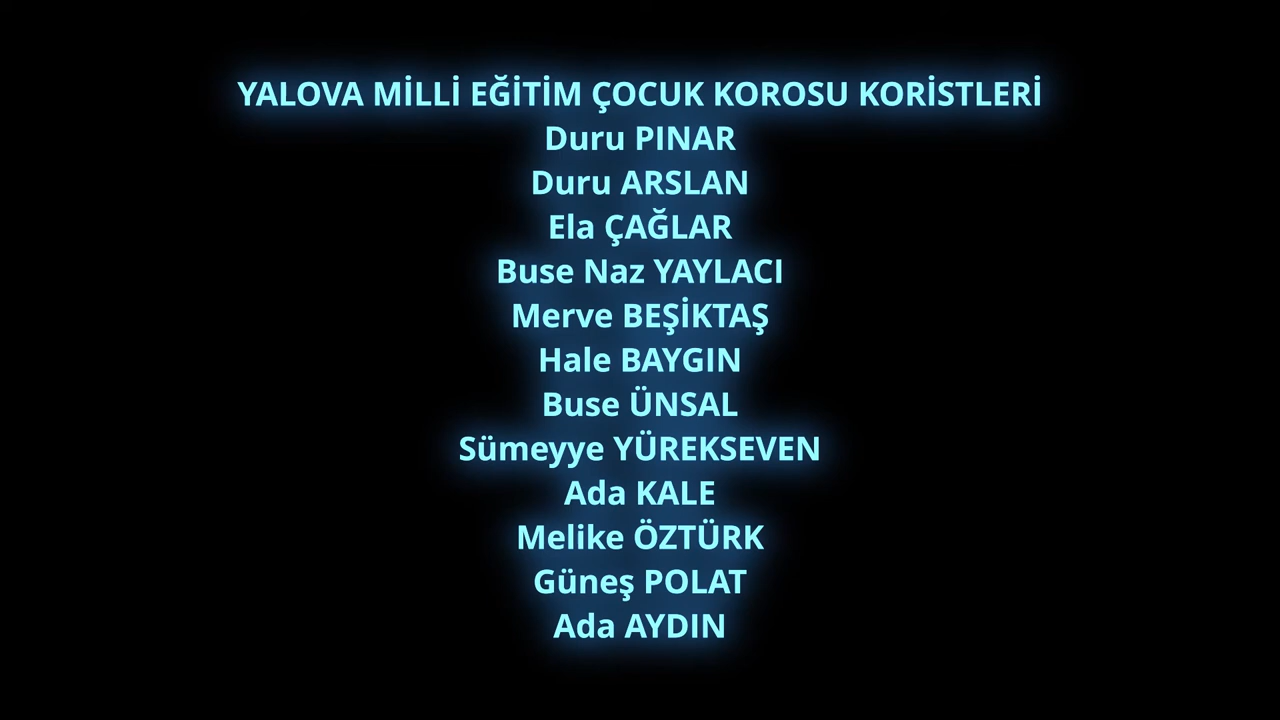 YALOVA MİLLİ EĞİTİM ÇOCUK KOROSU KORİSTLERİ
Duru PINAR
Duru ARSLAN
Ela ÇAĞLAR
Buse Naz YAYLACI
Merve BEŞİKTAŞ
Hale BAYGIN
Buse ÜNSAL
Sümeyye YÜREKSEVEN
Ada KALE
Melike ÖZTÜRK
Güneş POLAT
Ada AYDIN